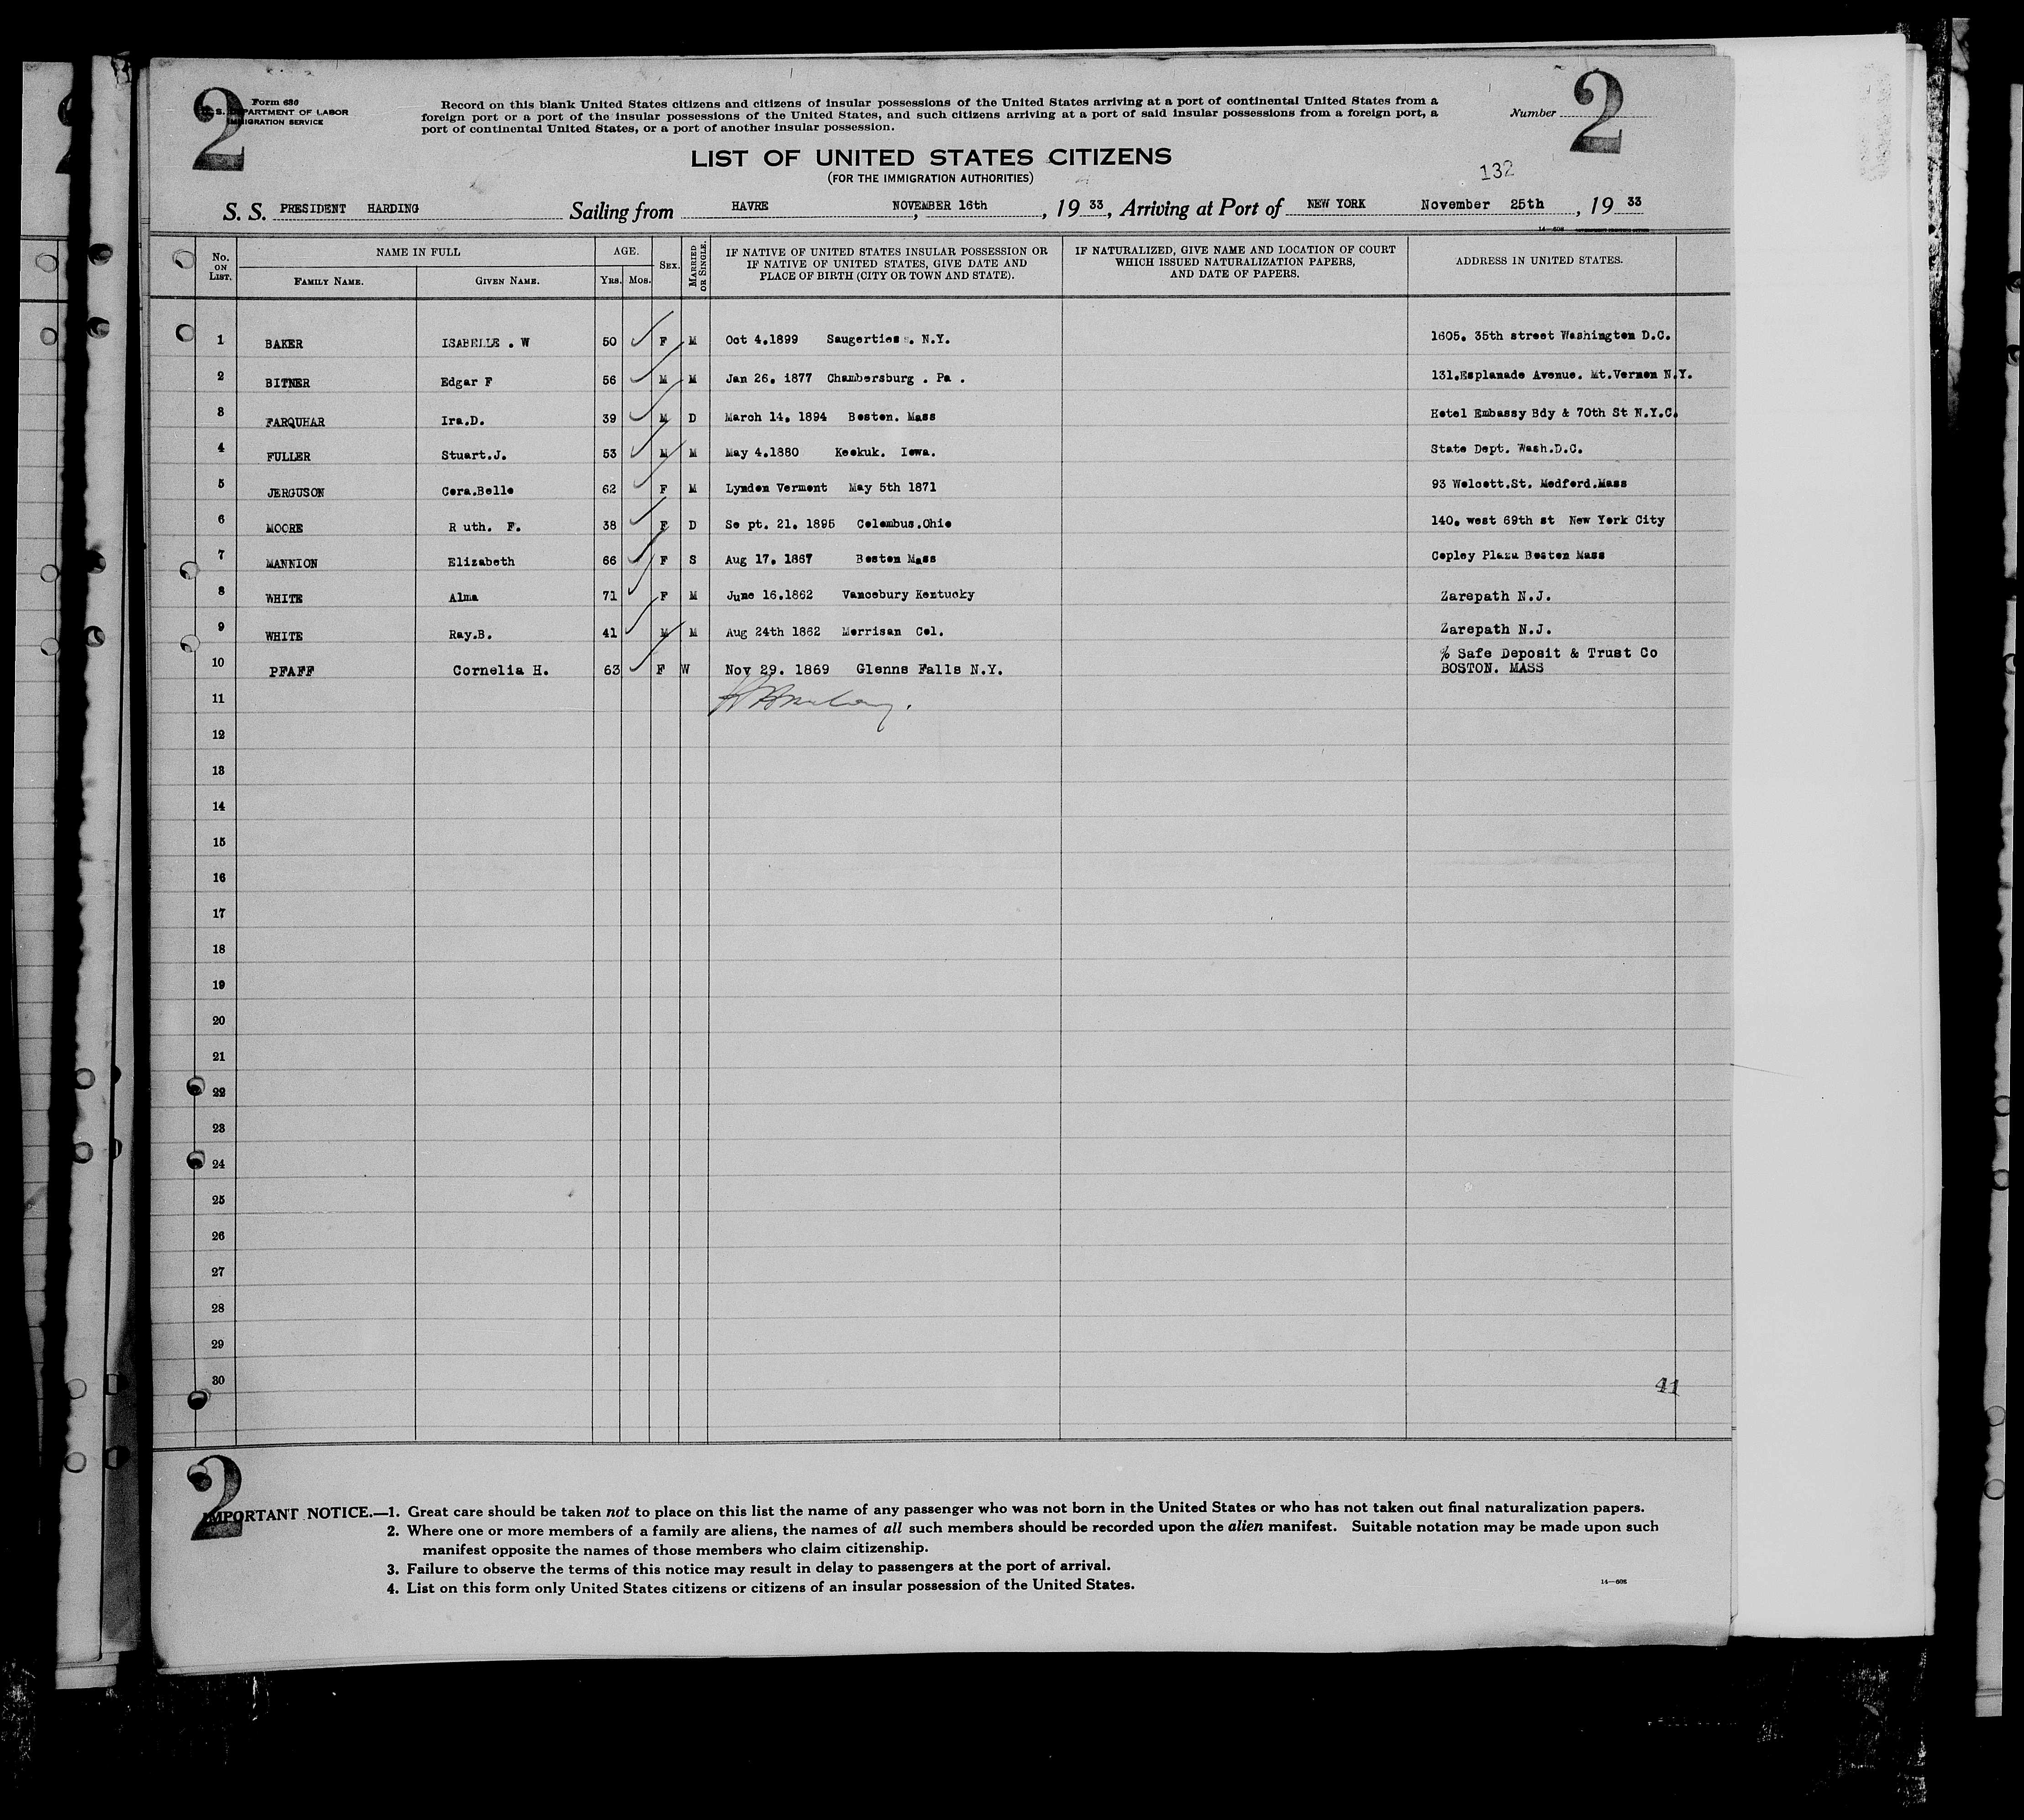 2 2
Form 630
U. S. DEPARTMENT OF LABOR
IMMIGRATION SERVICE
Record on this blank United States citizens and citizens of insular possessions of the United States arriving at a port of continental United States from a
foreign port or a port of the insular possessions of the United States, and such citizens arriving at a port of said insular possessions from a foreign port, a
port of continental United States, or a port of another insular possession.
Number
LIST OF UNITED STATES CITIZENS
(FOR THE IMMIGRATION AUTHORITIES)
132
S. S. PRESIDENT HARDING Sailing from HAVRE, NOVEMBER 16th, 19 33, Arriving at Port of NEW YORK November 25th, 19 33
No. ON LIST. NAME IN FULL AGE. SEX. MARRIED OR SINGLE. IF NATIVE OF UNITED STATES INSULAR POSSESSION OR IF NATIVE OF UNITED STATES, GIVE DATE AND PLACE OF BIRTH (CITY OR TOWN AND STATE). IF NATURALIZED, GIVE NAME AND LOCATION OF COURT WHICH ISSUED NATURALIZATION PAPERS, AND DATE OF PAPERS. ADDRESS IN UNITED STATES.
FAMILY NAME. GIVEN NAME. YRS. MOS.
1 BAKER ISABELLE . W 50 F M Oct 4.1899 Saugerties . N.Y. 1605. 35th street Washington D.C.
2 BITNER Edgar F 56 M M Jan 26. 1877 Chambersburg . Pa . 131.Esplanade Avenue. Mt.Vernon N.Y.
3 FARQUHAR Ira.D. 39 M D March 14. 1894 Boston. Mass Hotel Embassy Bdy & 70th St N.Y.C.
4 FULLER Stuart.J. 53 M M May 4.1880 Keokuk. Iowa. State Dept. Wash.D.C.
5 JERGUSON Cora.Belle 62 F M Lynden Vermont May 5th 1871 93 Wolcott.St. Medford.Mass
6 MOORE R uth. F. 38 F D Se pt. 21. 1895 Colombus.Ohio 140. west 69th st New York City
7 MANNION Elizabeth 66 F S Aug 17. 1867 Boston Mass Copley Plaza Boston Mass
8 WHITE Alma 71 F M June 16.1862 Vancebury Kentucky Zarepath N.J.
9 WHITE Ray.B. 41 M M Aug 24th 1862 Morrisan Col. Zarepath N.J.
10 PFAFF Cornelia H. 63 F W Nov 29. 1869 Glenns Falls N.Y. % Safe Deposit & Trust Co
BOSTON. MASS
11
12
13
14
15
16
17
18
19
20
21
22
23
24
25
26
27
28
29
30
41
2
IMPORTANT NOTICE.—1. Great care should be taken not to place on this list the name of any passenger who was not born in the United States or who has not taken out final naturalization papers.
2. Where one or more members of a family are aliens, the names of all such members should be recorded upon the alien manifest. Suitable notation may be made upon such
manifest opposite the names of those members who claim citizenship.
3. Failure to observe the terms of this notice may result in delay to passengers at the port of arrival.
4. List on this form only United States citizens or citizens of an insular possession of the United States.